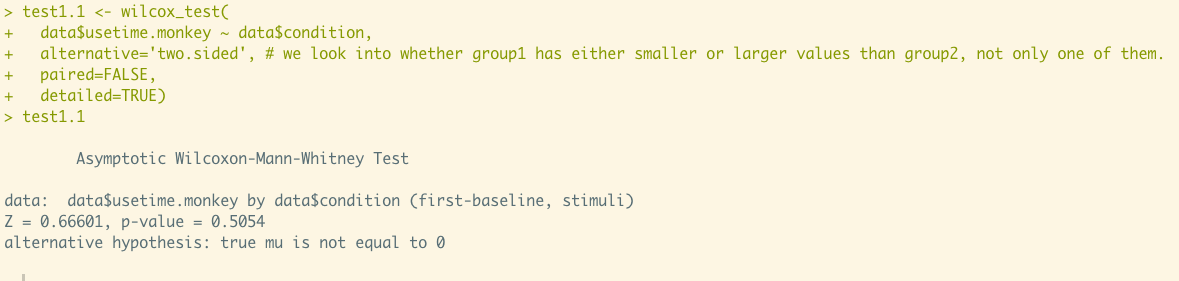 > test1.1 <- wilcox_test(
+   data$usetime.monkey ~ data$condition,
+   alternative='two.sided', # we look into whether group1 has either smaller or larger values than group2, not only one of them.
+   paired=FALSE,
+   detailed=TRUE)
> test1.1
Asymptotic Wilcoxon-Mann-Whitney Test
data:  data$usetime.monkey by data$condition (first-baseline, stimuli)
Z = 0.66601, p-value = 0.5054
alternative hypothesis: true mu is not equal to 0